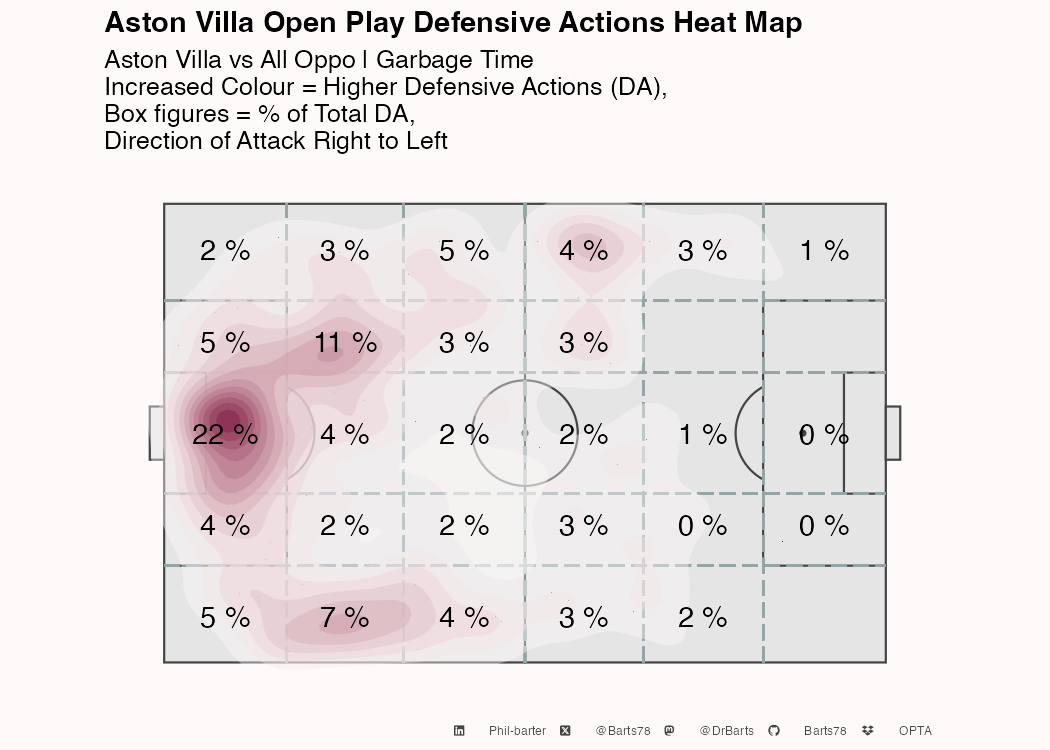 Aston Villa Open Play Defensive Actions Heat Map
Aston Villa vs All Oppo | Garbage Time
Increased Colour = Higher Defensive Actions (DA),
Box figures = % of Total DA,
Direction of Attack Right to Left
2 % 3 % 5 % 4 % 3 % 1 %
5 % 11 % 3 % 3 %
22 % 4 % 2 % 2 % 1 % 0 %
4 % 2 % 2 % 3 % 0 % 0 %
5 % 7 % 4 % 3 % 2 %
Phil-barter @Barts78 @DrBarts Barts78 OPTA